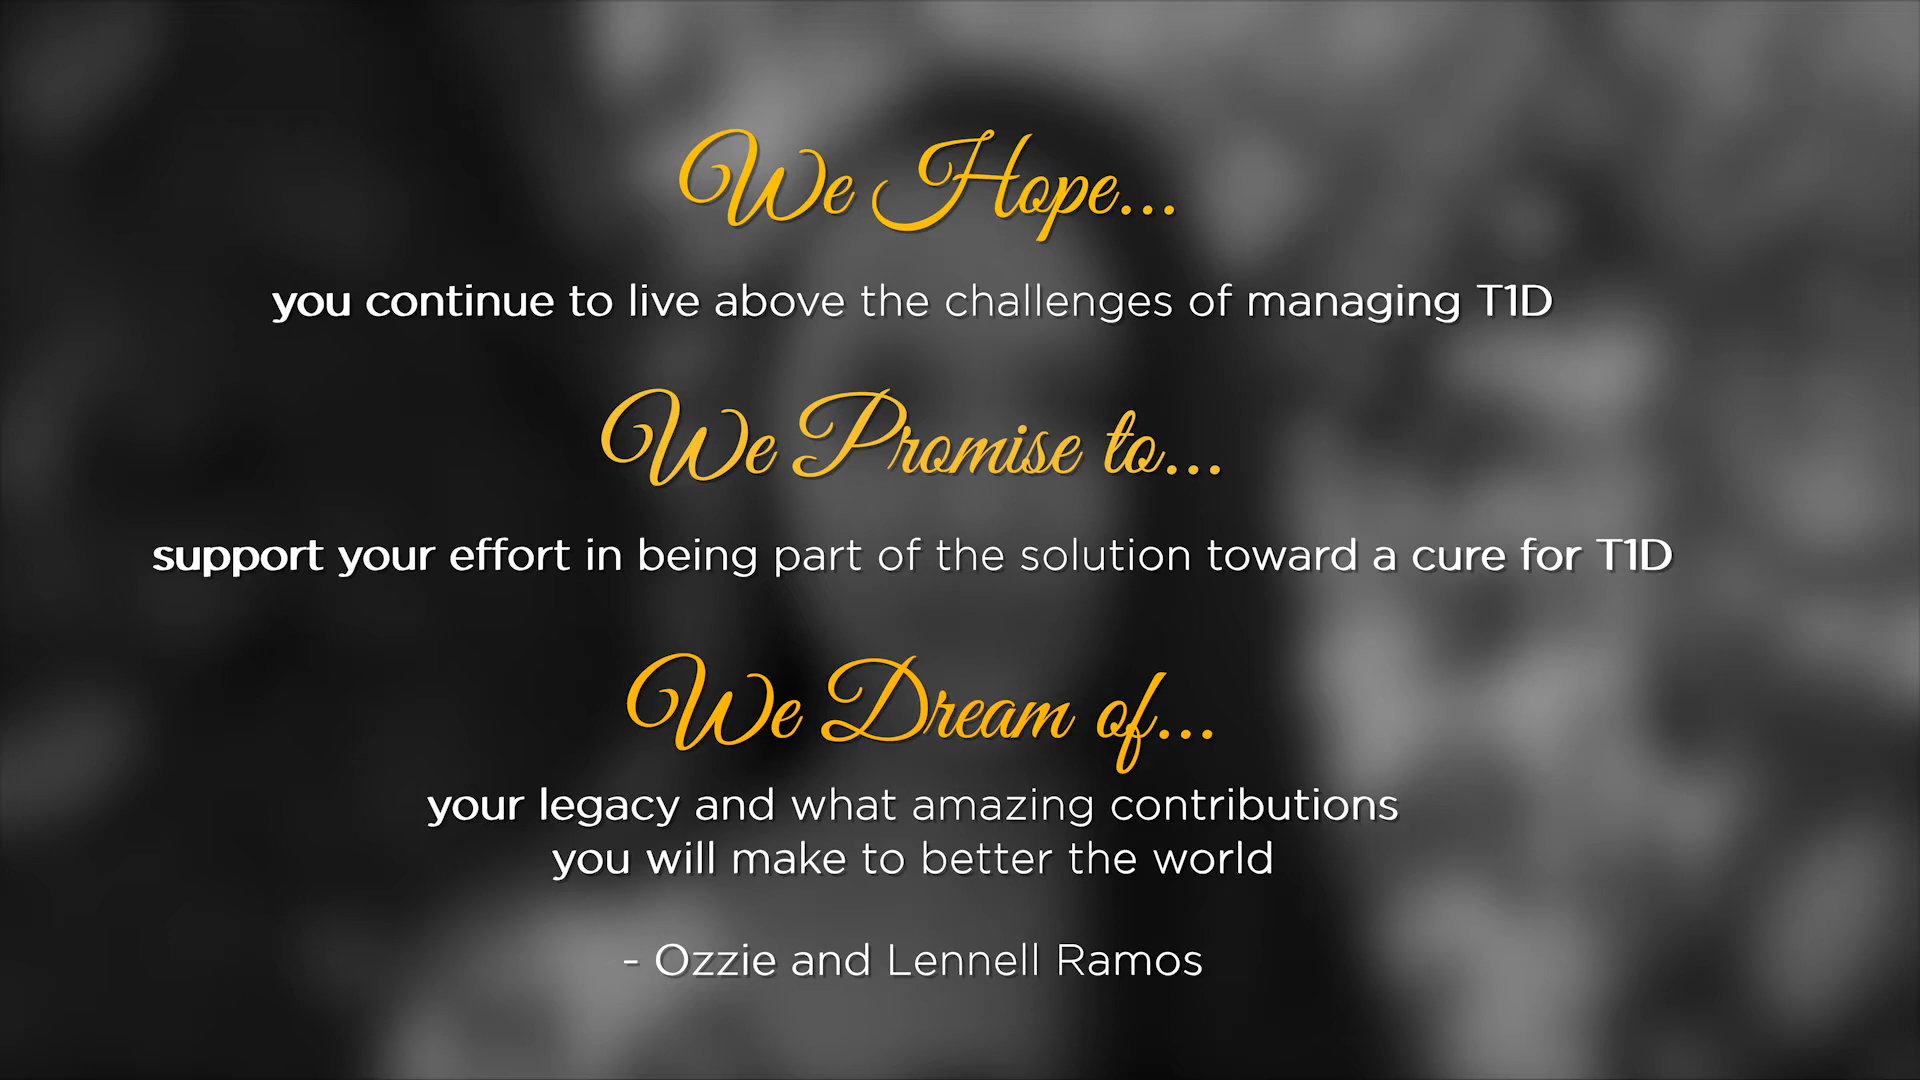 We Hope...
you continue to live above the challenges of managing T1D
We Promise to...
support your effort in being part of the solution toward a cure for T1D
We Dream of...
your legacy and what amazing contributions
you will make to better the world
- Ozzie and Lennell Ramos